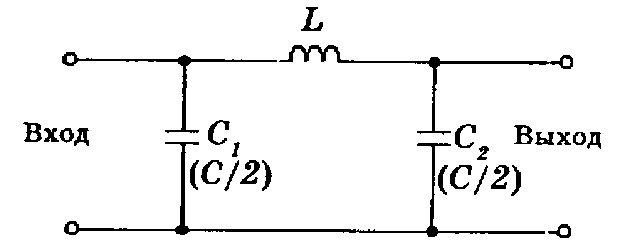 L
Вход
C₁
(C/2)
C₂
(C/2)
Выход